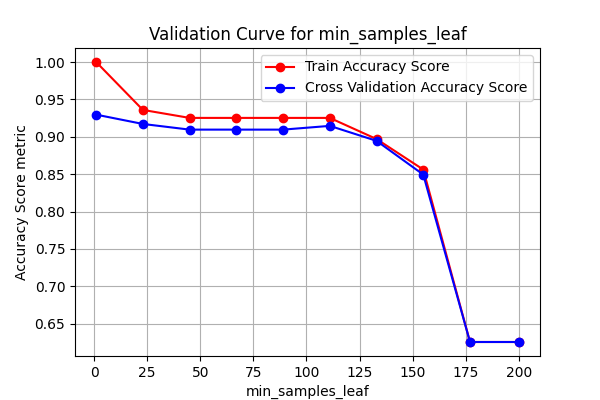 Validation Curve for min_samples_leaf
Train Accuracy Score
Cross Validation Accuracy Score
Accuracy Score metric
1.00
0.95
0.90
0.85
0.80
0.75
0.70
0.65
0 25 50 75 100 125 150 175 200
min_samples_leaf